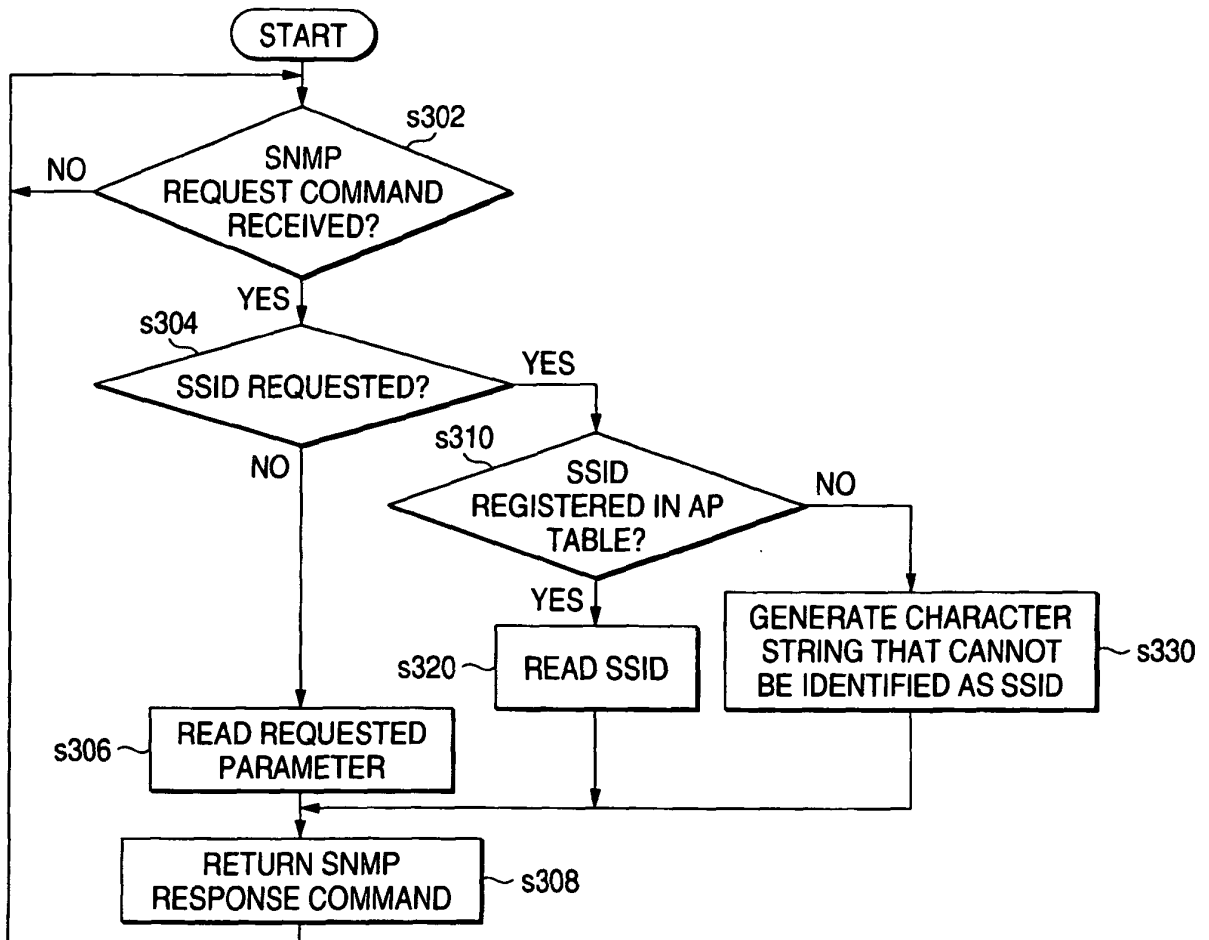 START
s302
SNMP
REQUEST COMMAND
RECEIVED?
NO
YES
s304
SSID REQUESTED?
YES
NO
s310
SSID
REGISTERED IN AP
TABLE?
NO
YES
s320
READ SSID
GENERATE CHARACTER
STRING THAT CANNOT
BE IDENTIFIED AS SSID
s330
s306
READ REQUESTED
PARAMETER
RETURN SNMP
RESPONSE COMMAND
s308